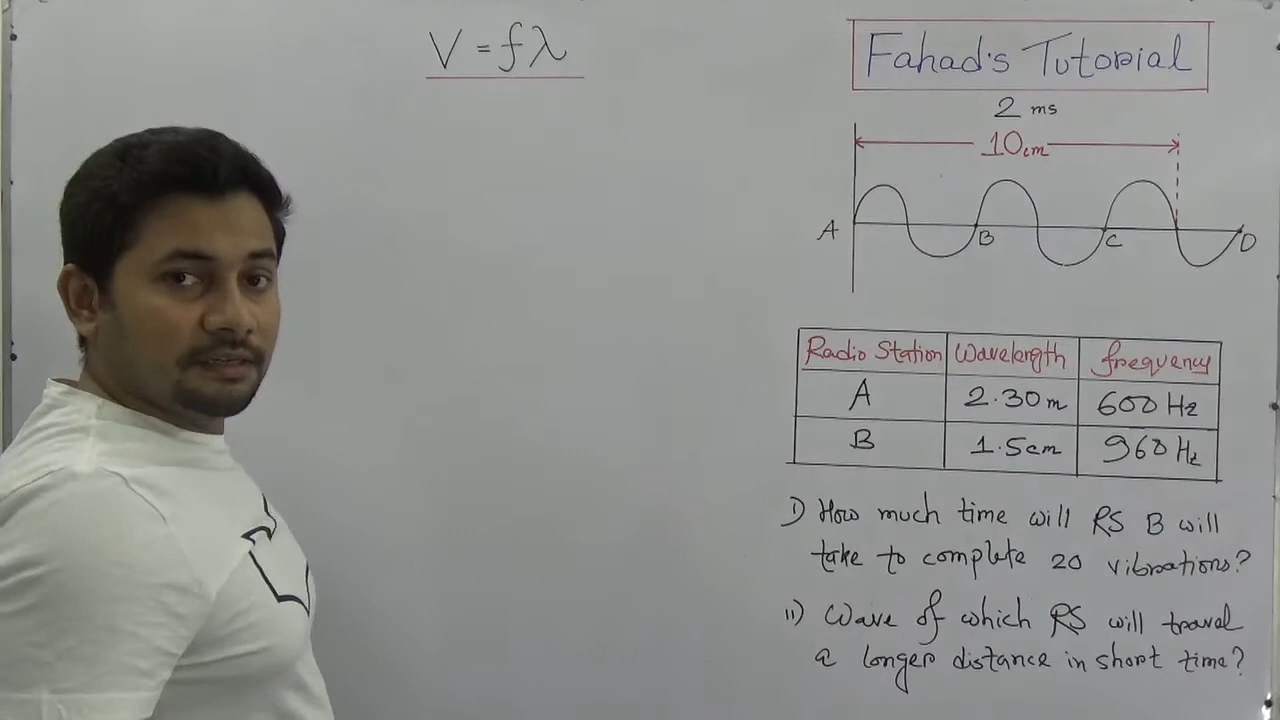 V = fλ
Fahad's Tutorial
2 ms
10cm
A
B
C
D
Radio Station Wavelength frequency
A 2.30m 600 Hz
B 1.5cm 960 Hz
I) How much time will RS B will
take to complete 20 vibrations?
II) Wave of which RS will travel
a longer distance in short time?